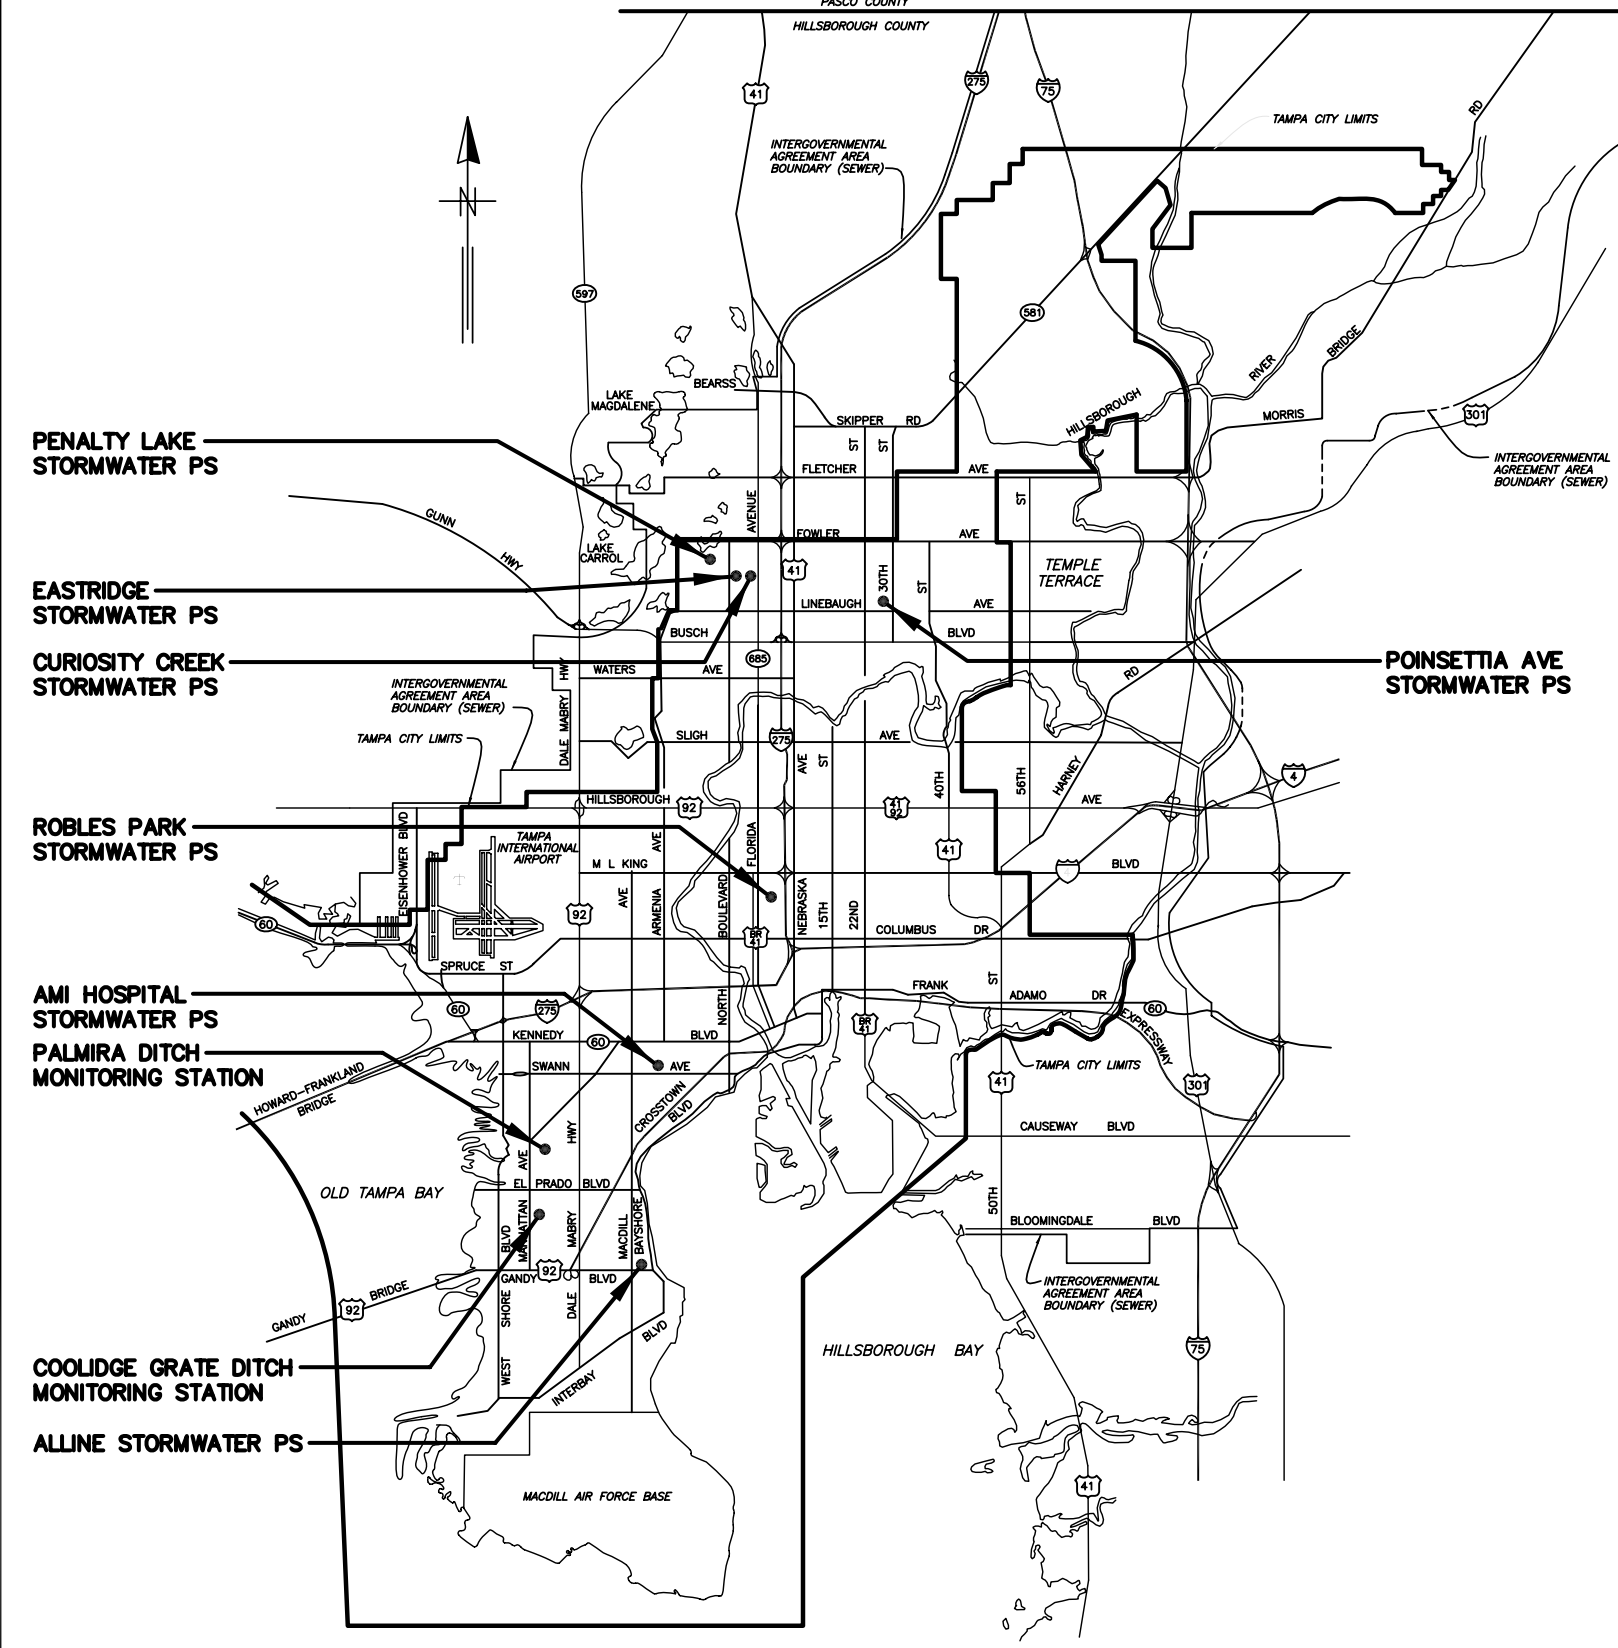 PASCO COUNTY
HILLSBOROUGH COUNTY
41
275
75
TAMPA CITY LIMITS
RD
INTERGOVERNMENTAL
AGREEMENT AREA
BOUNDARY (SEWER)
N
597
581
BRIDGE
RIVER
BEARSS
LAKE
MAGDALENE
HILLSBOROUGH
MORRIS
301
SKIPPER RD
PENALTY LAKE
STORMWATER PS
ST
ST
FLETCHER AVE
INTERGOVERNMENTAL
AGREEMENT AREA
BOUNDARY (SEWER)
AVENUE
ST
GUNN
HWY
FOWLER AVE
LAKE
CARROL
TEMPLE
TERRACE
41
30TH
ST
EASTRIDGE
STORMWATER PS
LINEBAUGH AVE
BUSCH BLVD
CURIOSITY CREEK
STORMWATER PS
685
POINSETTIA AVE
STORMWATER PS
HWY
WATERS AVE
RD
INTERGOVERNMENTAL
AGREEMENT AREA
BOUNDARY (SEWER)
DALE MABRY
TAMPA CITY LIMITS
SLIGH AVE
275
AVE
ST
40TH
56TH
HARNEY
4
HILLSBOROUGH AVE
92
41
92
ROBLES PARK
STORMWATER PS
EISENHOWER BLVD
TAMPA
INTERNATIONAL
AIRPORT
AVE
FLORIDA
41
M L KING BLVD
4
AVE
ARMENIA
BOULEVARD
NEBRASKA
15TH
22ND
92
60
BR
41
COLUMBUS DR
SPRUCE ST
AMI HOSPITAL
STORMWATER PS
FRANK
ST
ADAMO DR
60
60
275
NORTH
BR
41
EXPRESSWAY
KENNEDY BLVD
60
PALMIRA DITCH
MONITORING STATION
SWANN AVE
TAMPA CITY LIMITS
HOWARD-FRANKLAND
BRIDGE
41
301
CROSSTOWN
BLVD
HWY
CAUSEWAY BLVD
AVE
OLD TAMPA BAY
EL PRADO BLVD
50TH
BLVD
MANHATTAN
MABRY
MACDILL
BAYSHORE
BLOOMINGDALE BLVD
92
GANDY BLVD
INTERGOVERNMENTAL
AGREEMENT AREA
BOUNDARY (SEWER)
GANDY
92
BRIDGE
SHORE
DALE
BLVD
HILLSBOROUGH BAY
75
COOLIDGE GRATE DITCH
MONITORING STATION
WEST
INTERBAY
ALLINE STORMWATER PS
MACDILL AIR FORCE BASE
41